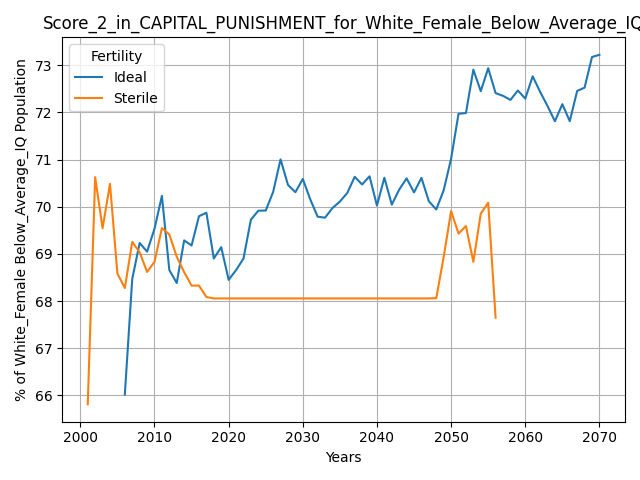 Score_2_in_CAPITAL_PUNISHMENT_for_White_Female_Below_Average_IQ
% of White_Female Below_Average_IQ Population
Fertility
Ideal
Sterile
73
72
71
70
69
68
67
66
2000 2010 2020 2030 2040 2050 2060 2070
Years